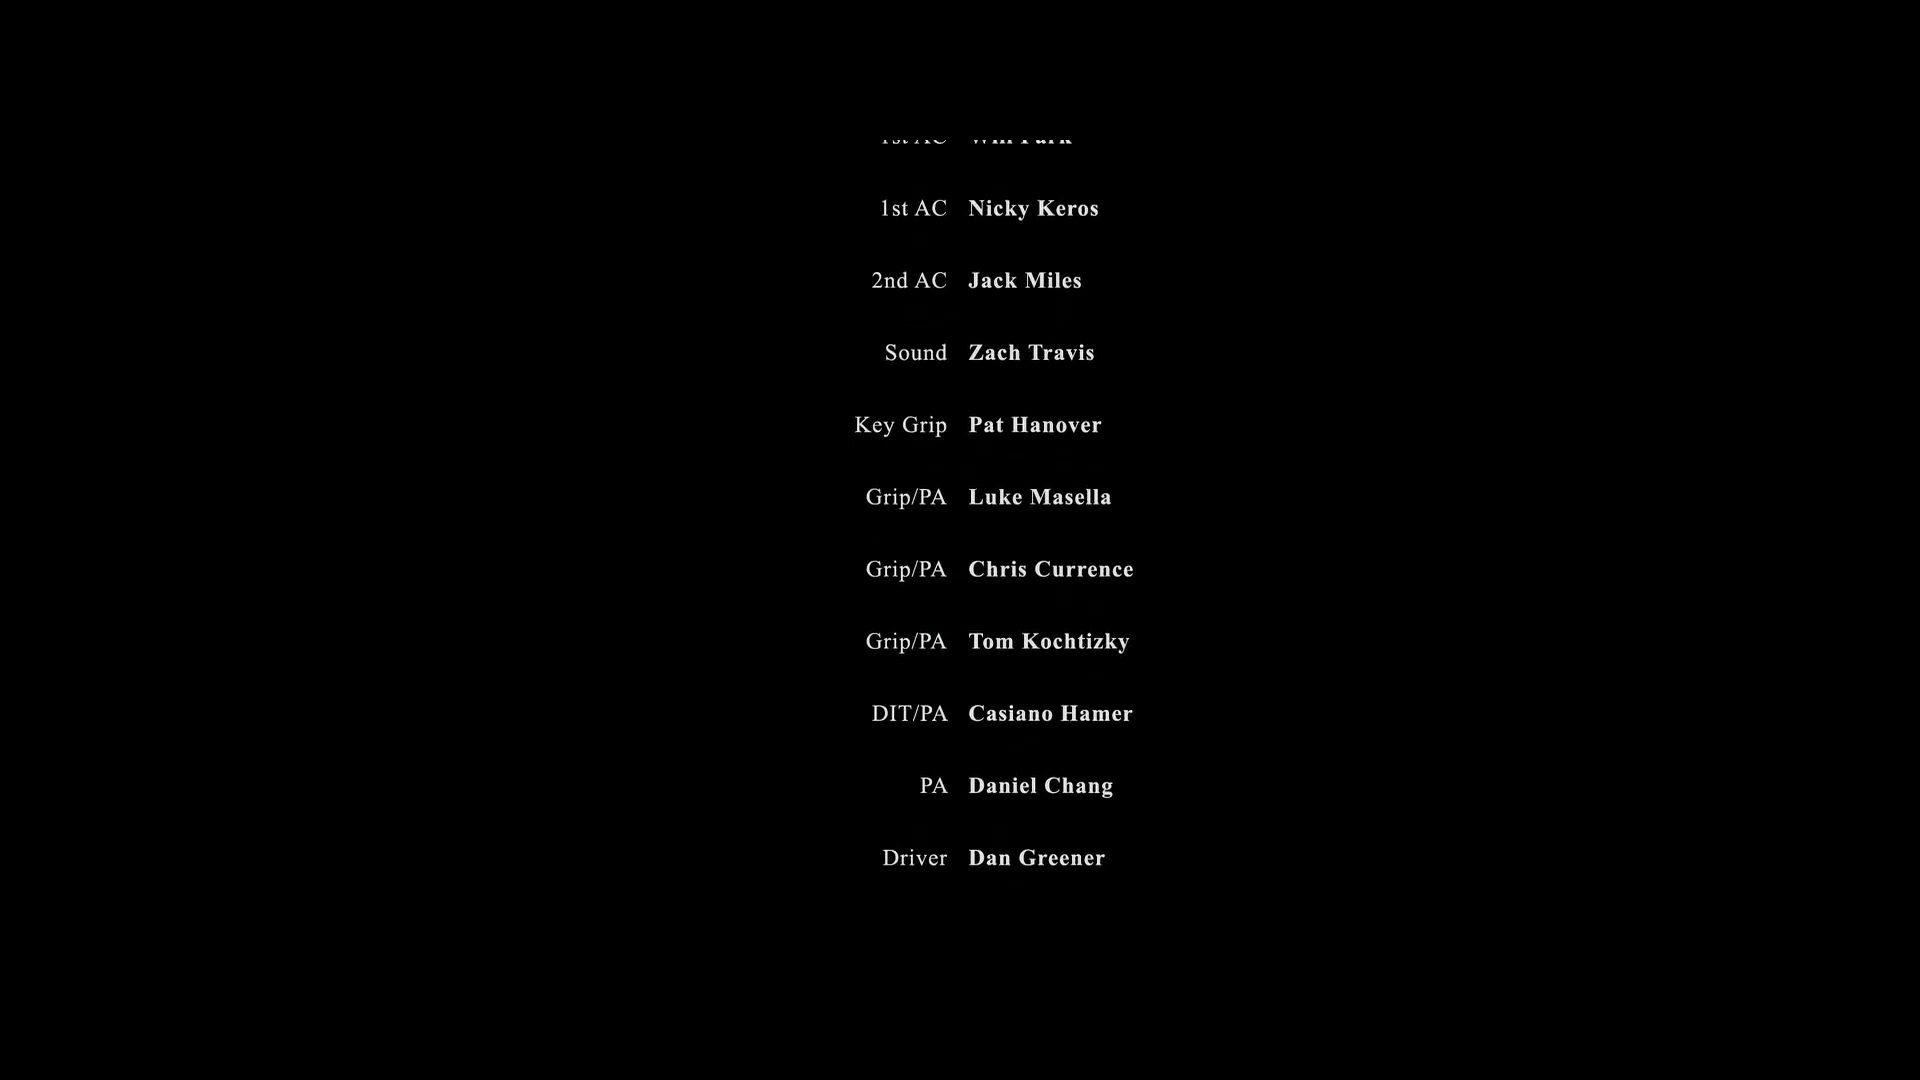 1st AC Nicky Keros
2nd AC Jack Miles
Sound Zach Travis
Key Grip Pat Hanover
Grip/PA Luke Masella
Grip/PA Chris Currence
Grip/PA Tom Kochtizky
DIT/PA Casiano Hamer
PA Daniel Chang
Driver Dan Greener